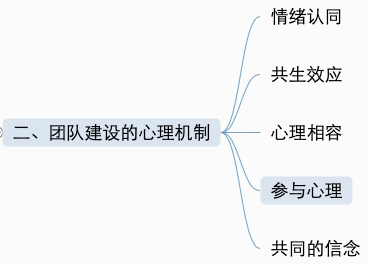 情绪认同
共生效应
二、团队建设的心理机制
心理相容
参与心理
共同的信念